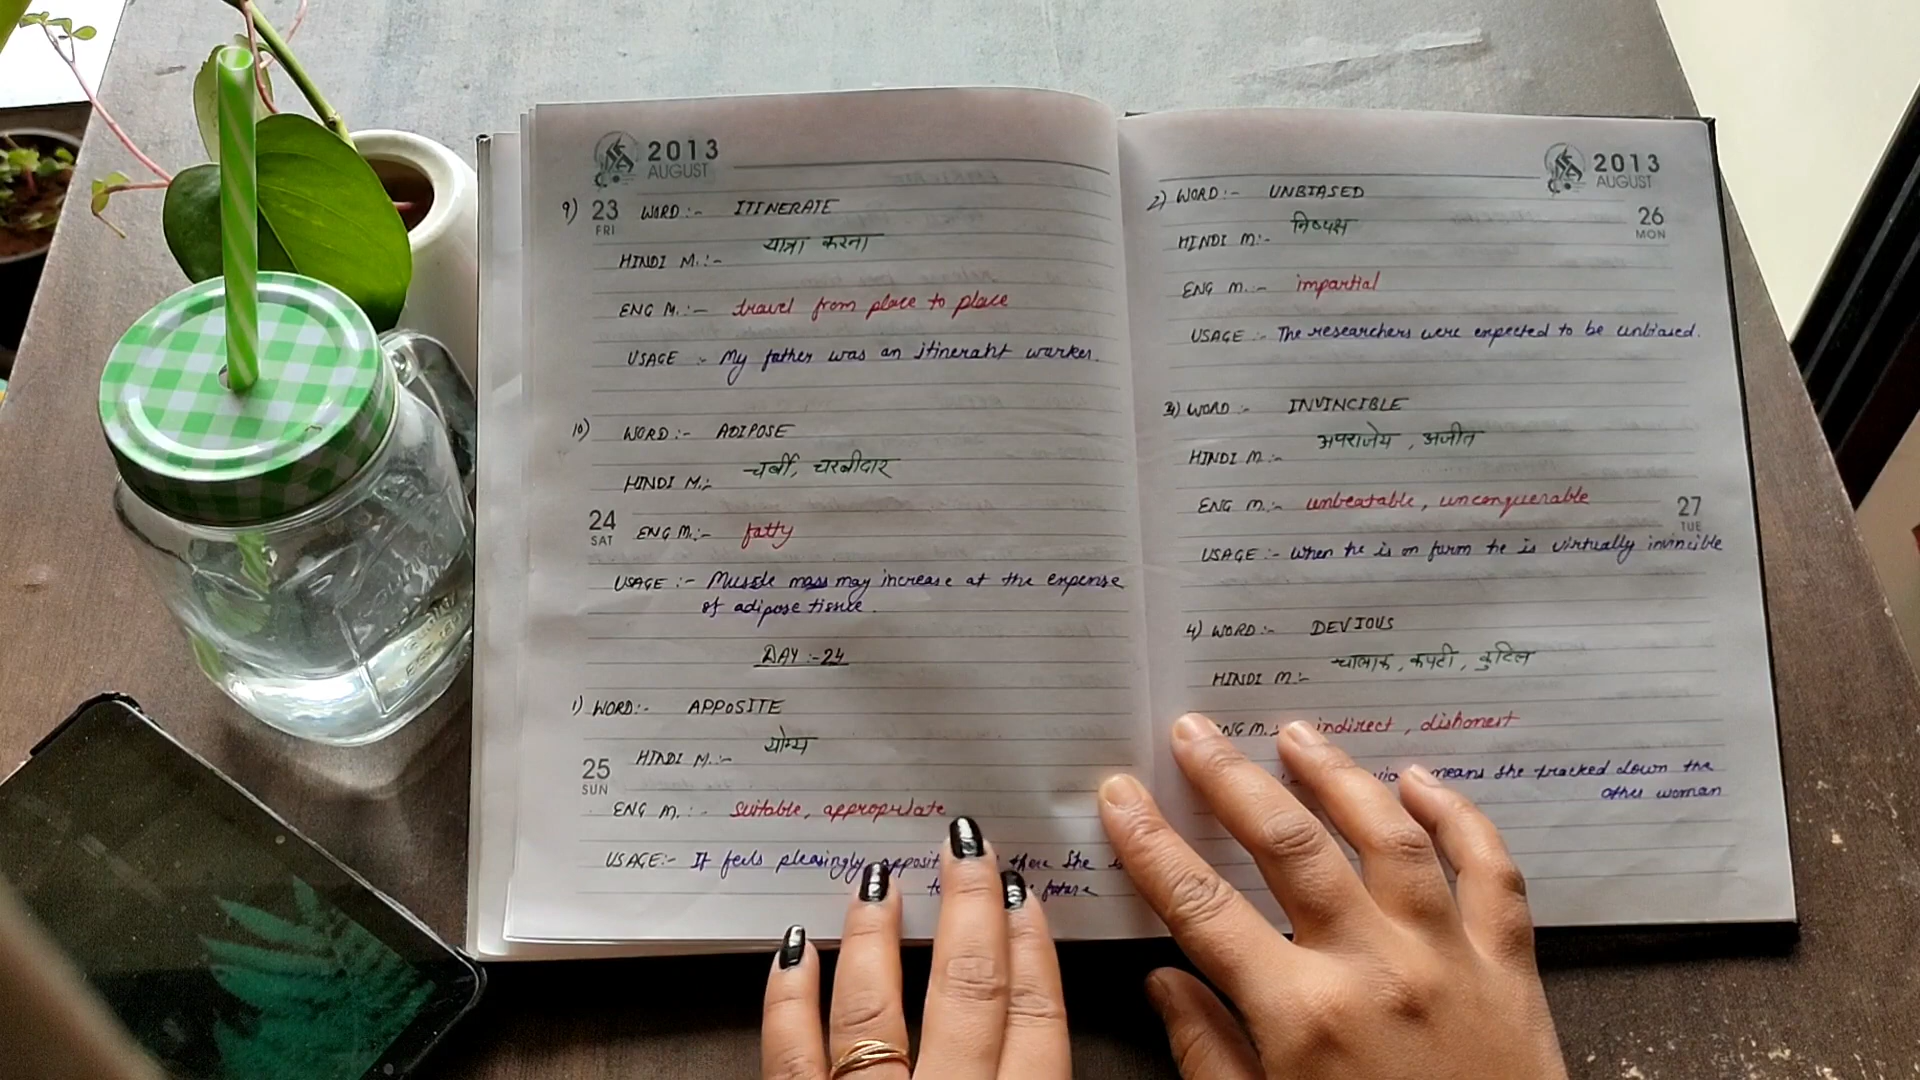 2013
AUGUST
9) 23 FRI WORD:- ITINERATE
HINDI M.:- यात्रा करना
ENG M.:- travel from place to place
USAGE :- My father was an itinerant worker.
10) WORD:- ADIPOSE
HINDI M.:- चर्बी, चरबीदार
24 SAT ENG M.:- fatty
USAGE :- Muscle mass may increase at the expense
of adipose tissue.
DAY :- 24
1) WORD:- APPOSITE
HINDI M.:- योग्य
25 SUN
ENG M.:- suitable, appropriate
USAGE:- It feels pleasingly there She
future
2013
AUGUST
26 MON
2) WORD:- UNBIASED
HINDI M:- निष्पक्ष
ENG M.:- impartial
USAGE :- The researchers were expected to be unbiased.
3) WORD:- INVINCIBLE
HINDI M:- अपराजेय, अजीत
ENG M.:- unbeatable, unconquerable
27 TUE
USAGE:- When he is on form he is virtually invincible
4) WORD:- DEVIOUS
HINDI M:- चालाक, कपटी, कुटिल
ENG M.:- indirect, dishonest
means she tracked down the
other woman